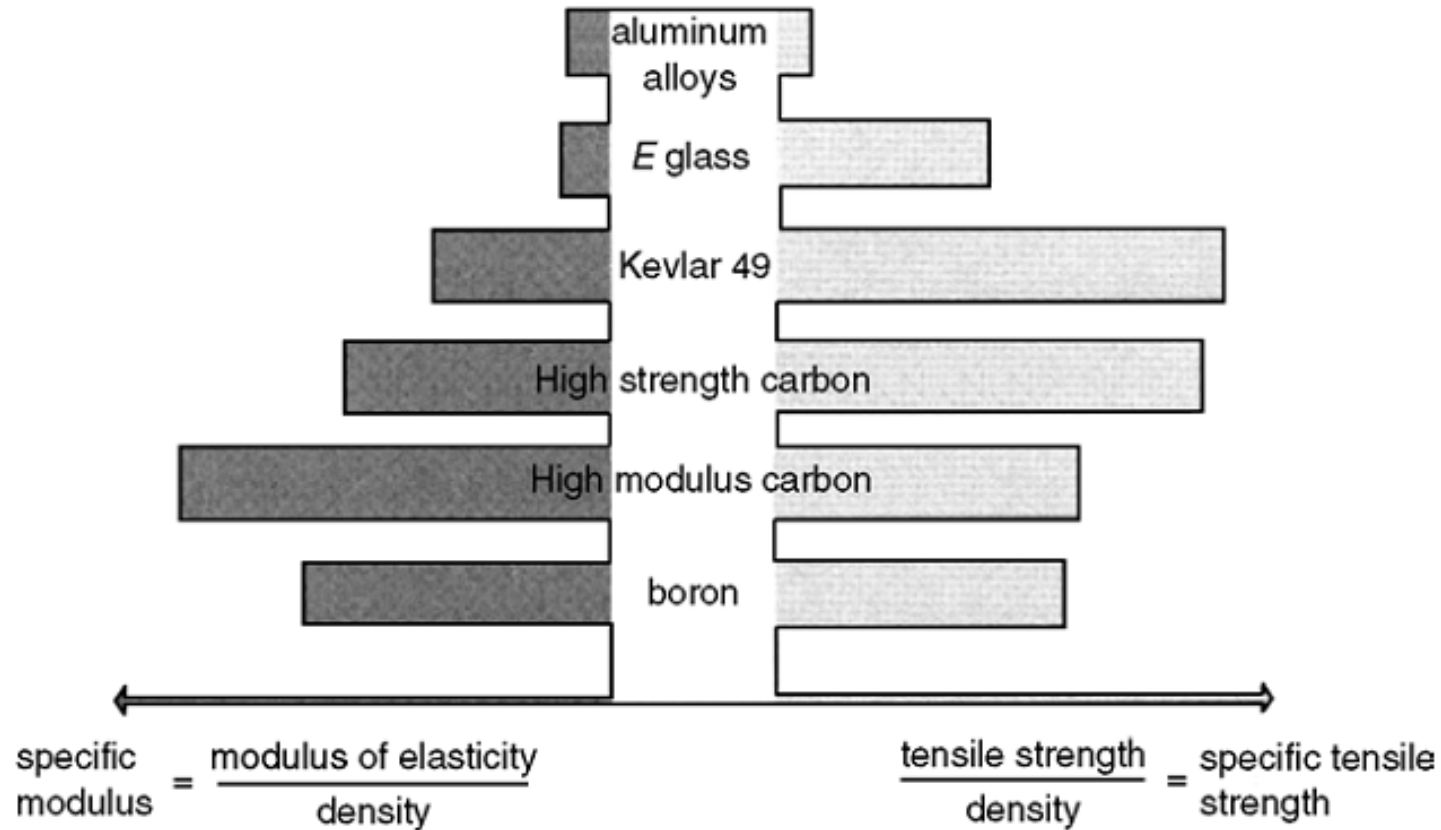 aluminum
alloys
E glass
Kevlar 49
High strength carbon
High modulus carbon
boron
specific
modulus
=
modulus of elasticity
density
tensile strength
density
=
specific tensile
strength